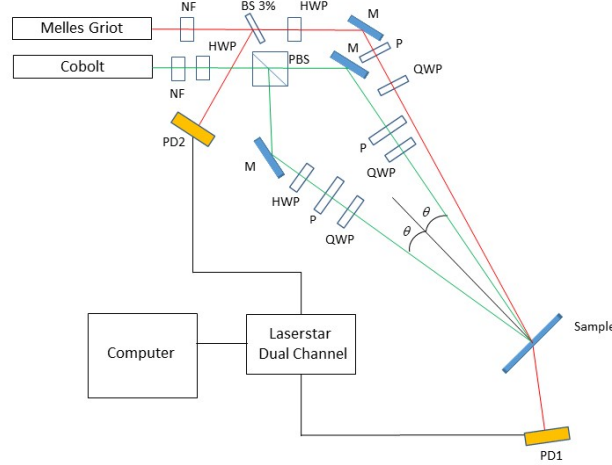 Melles Griot
NF
BS 3%
HWP
M
Cobolt
NF
HWP
PBS
M
P
QWP
PD2
P
QWP
M
HWP
P
QWP
θ
θ
Computer
Laserstar
Dual Channel
Sample
PD1